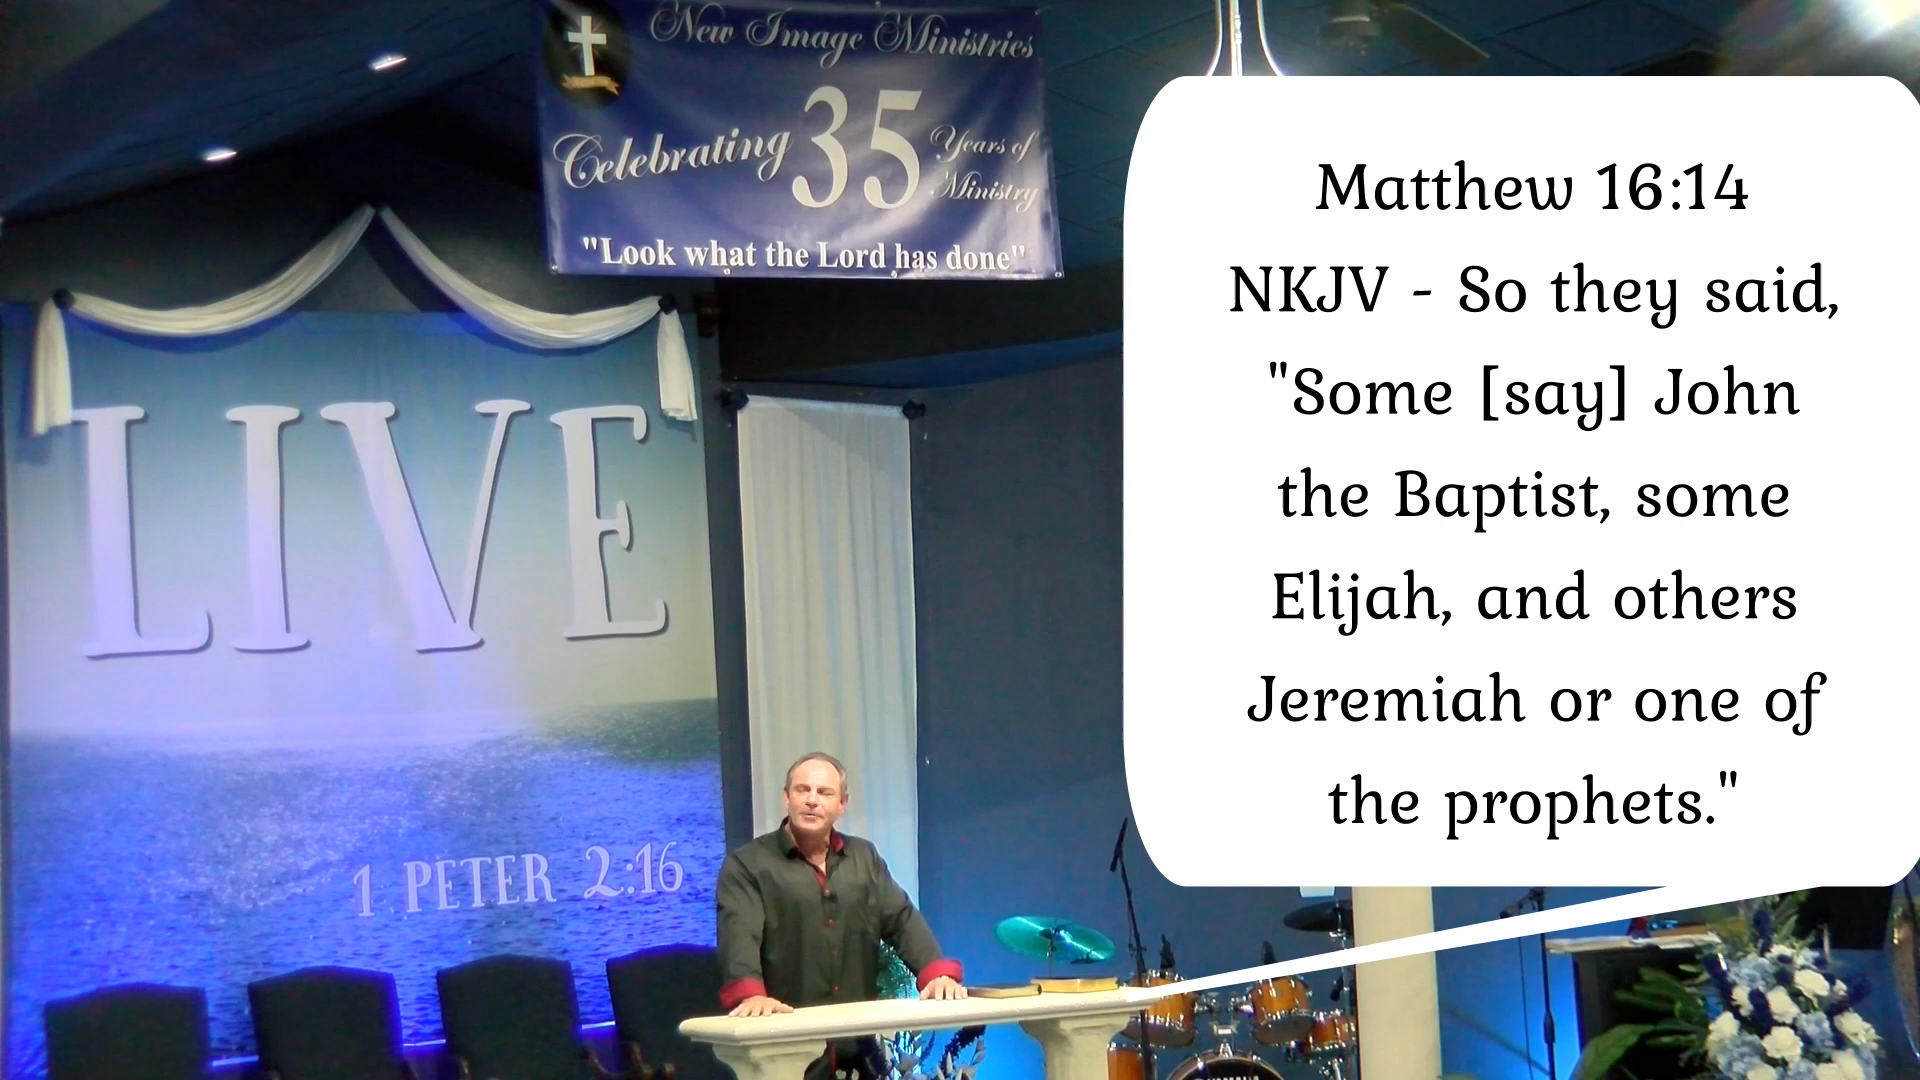 New Image Ministries
Celebrating 35 Years of
Ministry
"Look what the Lord has done"
LIVE
1 PETER 2:16
Matthew 16:14
NKJV - So they said,
"Some [say] John
the Baptist, some
Elijah, and others
Jeremiah or one of
the prophets."